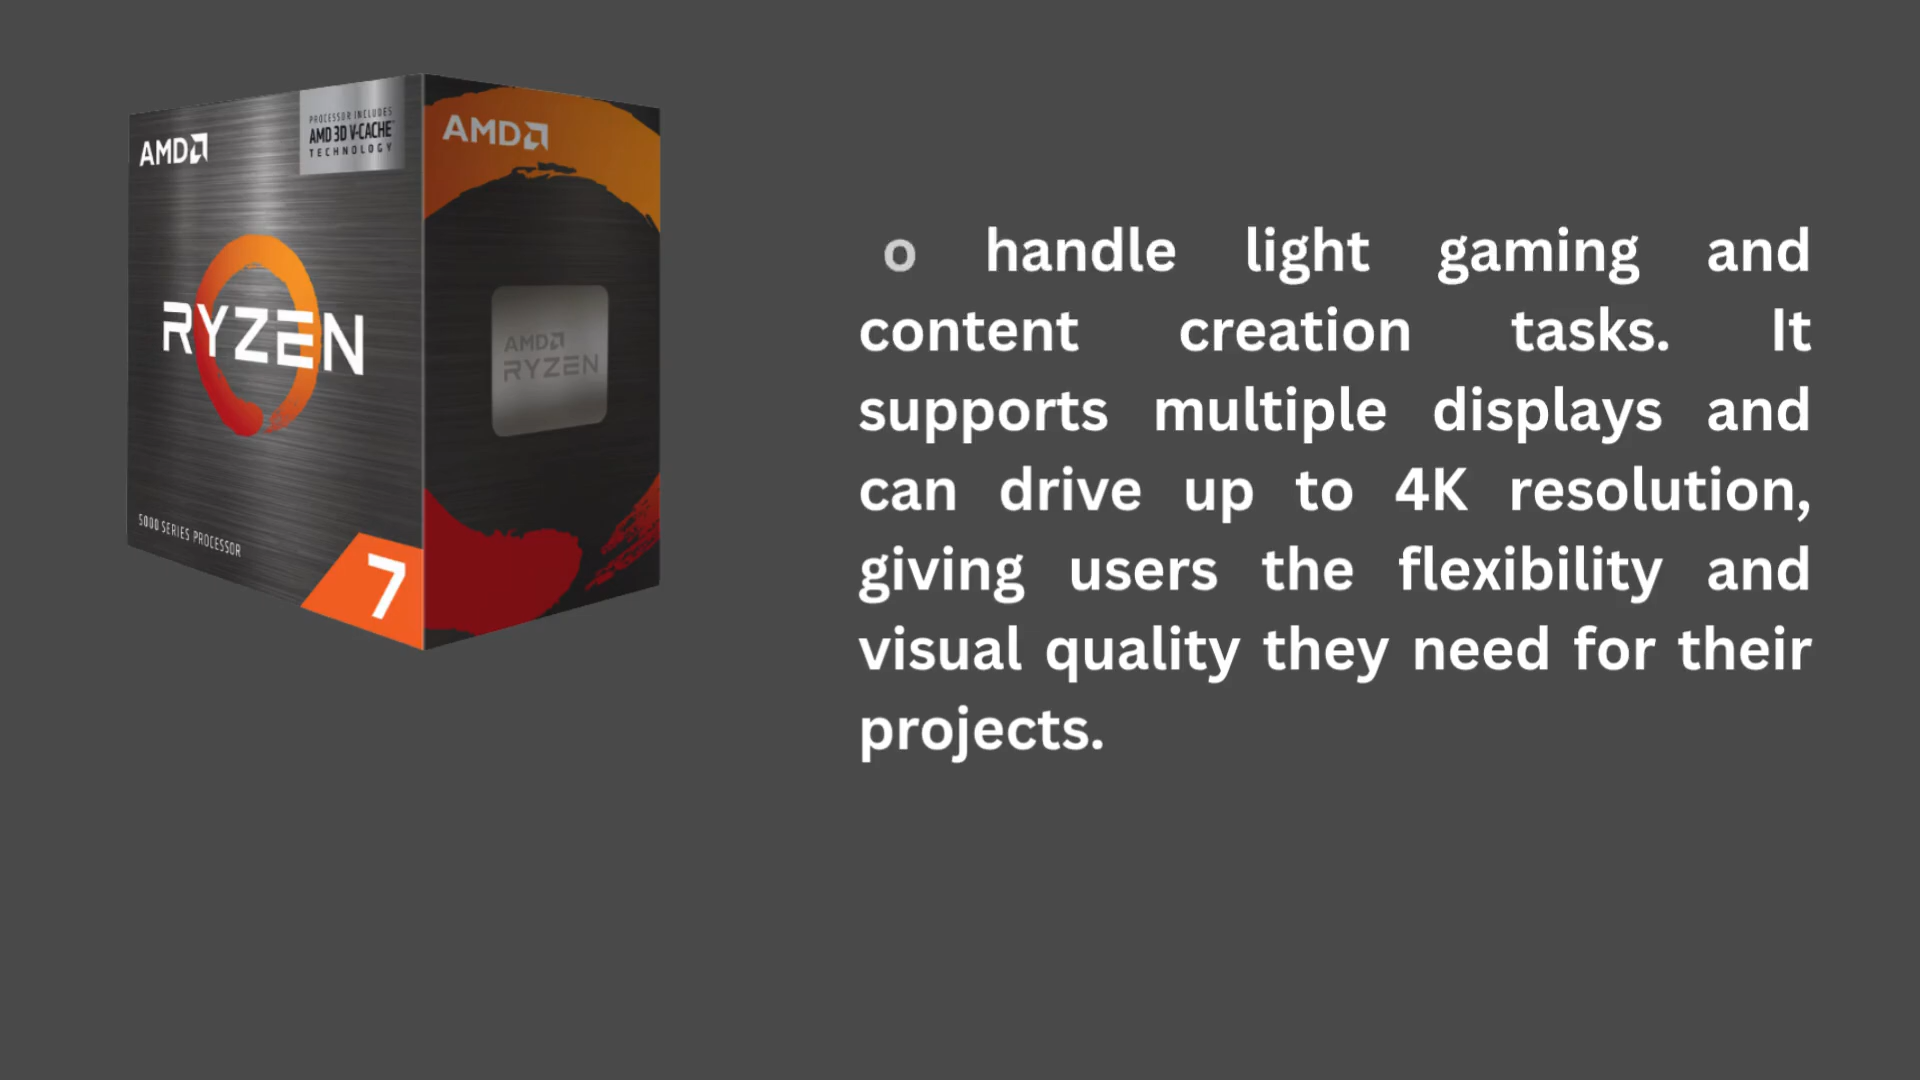 PROCESSOR INCLUDES
AMD 3D V-CACHE™
TECHNOLOGY
AMD
RYZEN
5000 SERIES PROCESSOR
7
AMD
AMD
RYZEN
o handle light gaming and
content creation tasks. It
supports multiple displays and
can drive up to 4K resolution,
giving users the flexibility and
visual quality they need for their
projects.